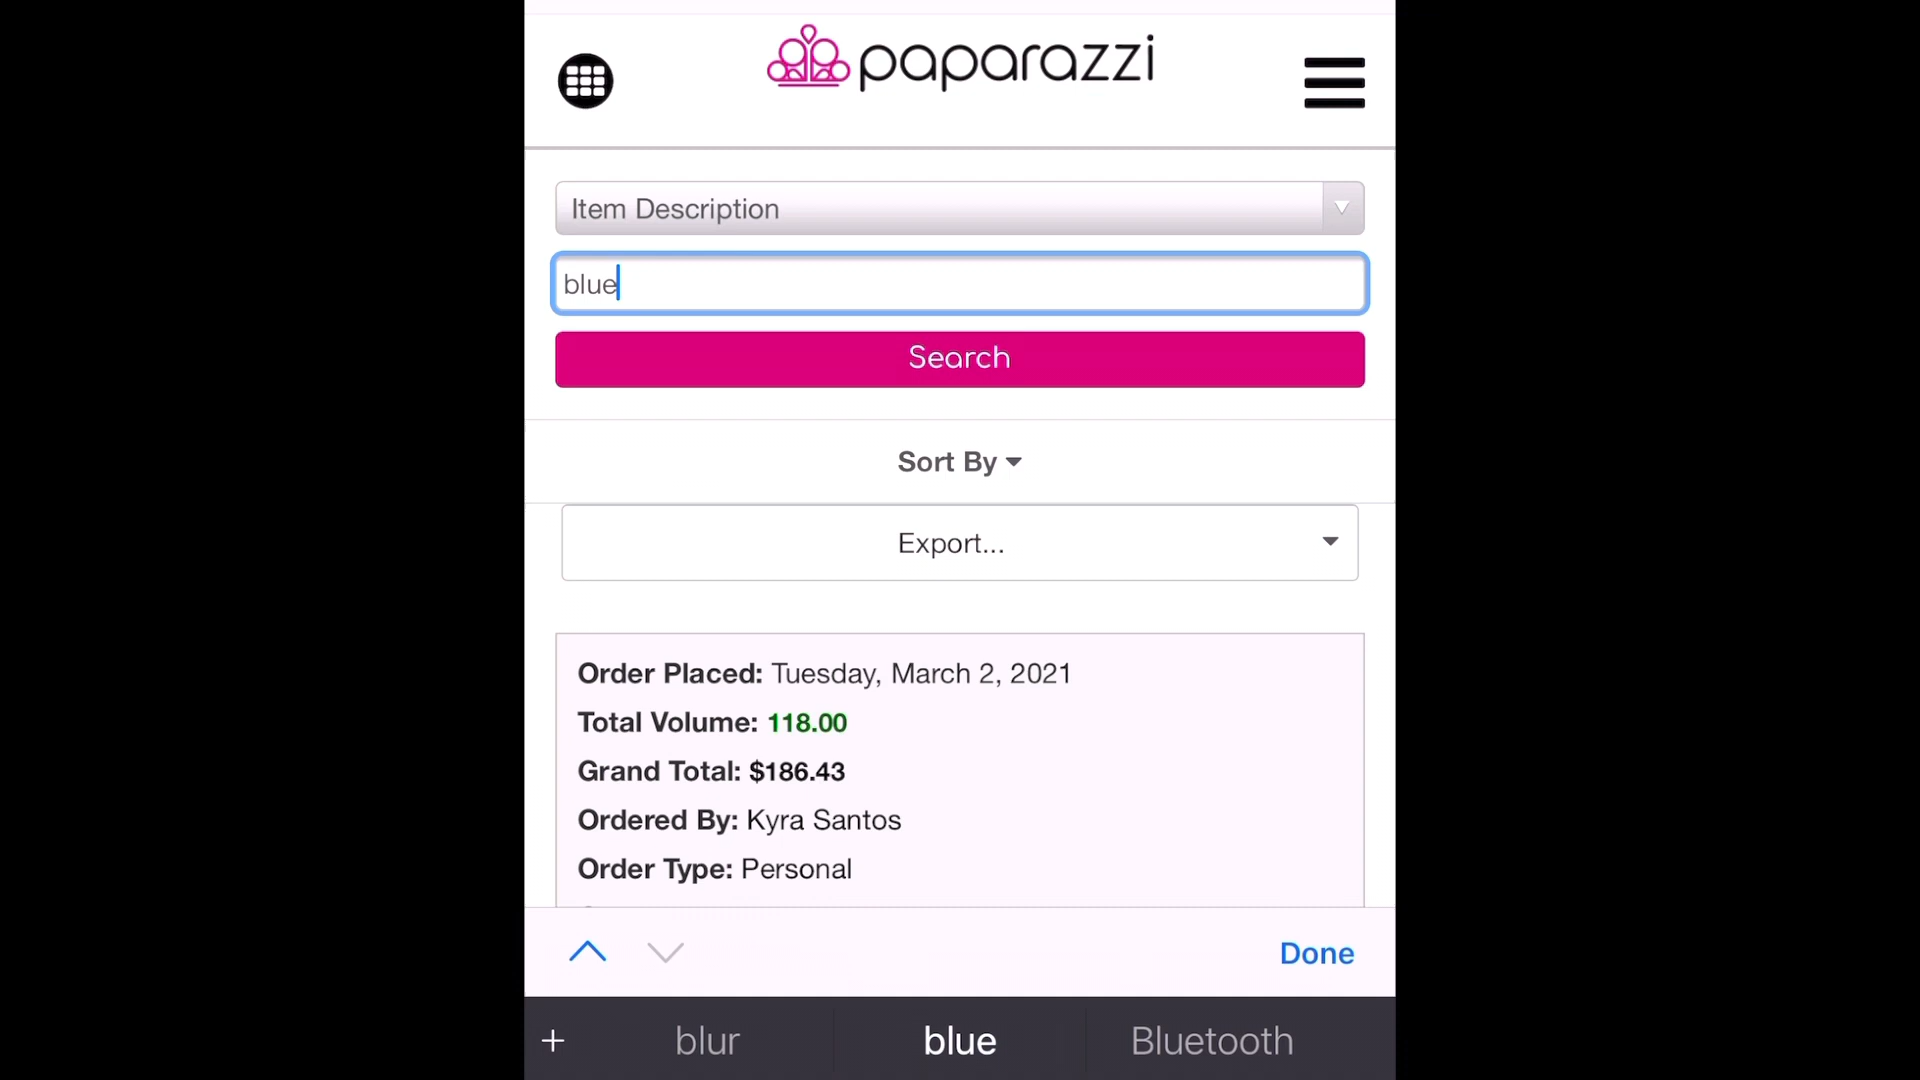 paparazzi
Item Description
blue
Search
Sort By
Export...
Order Placed: Tuesday, March 2, 2021
Total Volume: 118.00
Grand Total: $186.43
Ordered By: Kyra Santos
Order Type: Personal
Done
+ blur blue Bluetooth